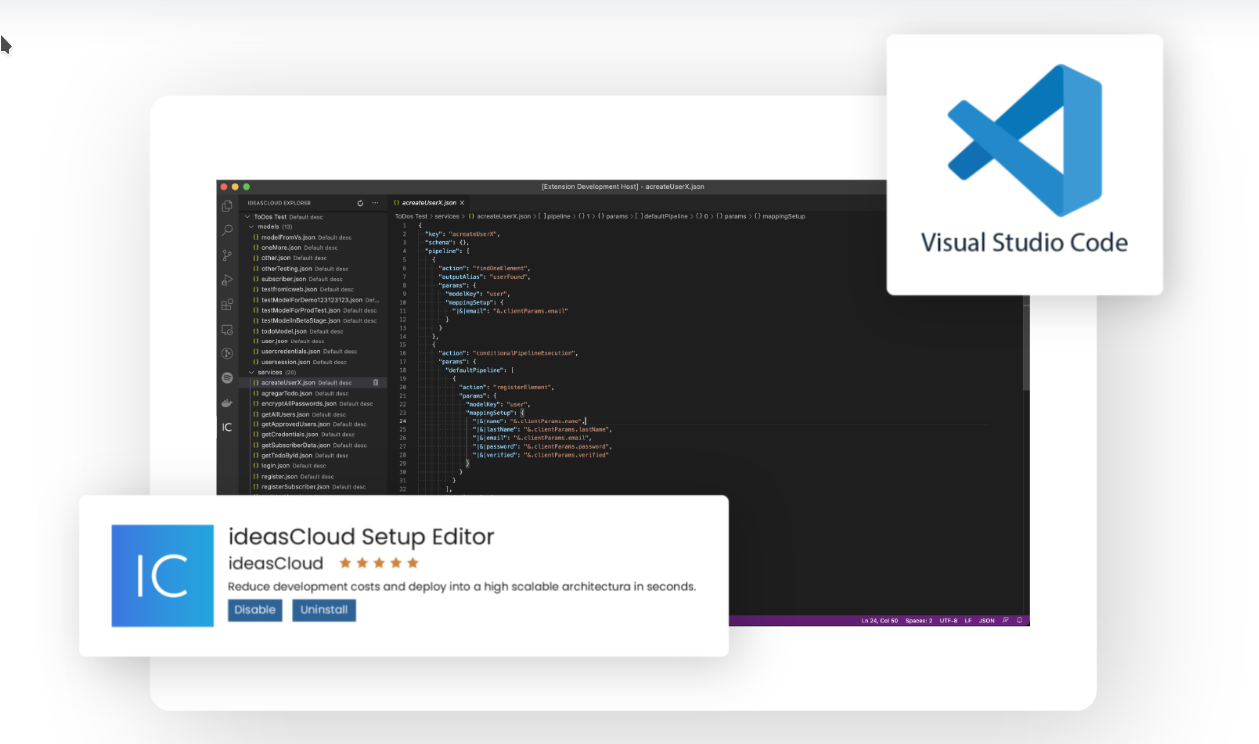 Visual Studio Code
[Extension Development Host] - acreateUserX.json
IDEASCLOUD EXPLORER
{} acreateUserX.json ×
ToDos Test Default desc
ToDos Test > services > {} acreateUserX.json > [ ] pipeline > {} 1 > {} params > [ ] defaultPipeline > {} 0 > {} params > {} mappingSetup
models (13)
{} modelFromVs.json Default desc
{} oneMore.json Default desc
{} other.json Default desc
{} otherTesting.json Default desc
{} subscriber.json Default desc
{} testfromicweb.json Default desc
{} testModelForDemo123123123.json Def...
{} testModelForProdTest.json Default desc
{} testModelInBetaStage.json Default desc
{} todoModel.json Default desc
{} user.json Default desc
{} usercredentials.json Default desc
{} usersession.json Default desc
services (20)
{} acreateUserX.json Default desc
{} agregarTodo.json Default desc
{} encryptAllPasswords.json Default desc
{} getAllUsers.json Default desc
{} getApprovedUsers.json Default desc
{} getCredentials.json Default desc
{} getSubscriberData.json Default desc
{} getTodoById.json Default desc
{} login.json Default desc
{} register.json Default desc
{} registerSubscriber.json Default desc
IC
1 {
2 "key": "acreateUserX",
3 "schema": {},
4 "pipeline": [
5 {
6 "action": "findOneElement",
7 "outputAlias": "userFound",
8 "params": {
9 "modelKey": "user",
10 "mappingSetup": {
11 "|&|email": "&.clientParams.email"
12 }
13 }
14 },
15 {
16 "action": "conditionalPipelineExecution",
17 "params": {
18 "defaultPipeline": [
19 {
20 "action": "registerElement",
21 "params": {
22 "modelKey": "user",
23 "mappingSetup": {
24 "|&|name": "&.clientParams.name",
25 "|&|lastName": "&.clientParams.lastName",
26 "|&|email": "&.clientParams.email",
27 "|&|password": "&.clientParams.password",
28 "|&|verified": "&.clientParams.verified"
29 }
30 }
31 }
32 ],
IC
ideasCloud Setup Editor
ideasCloud
Reduce development costs and deploy into a high scalable architectura in seconds.
Disable Uninstall
Ln 24, Col 50 Spaces: 2 UTF-8 LF JSON